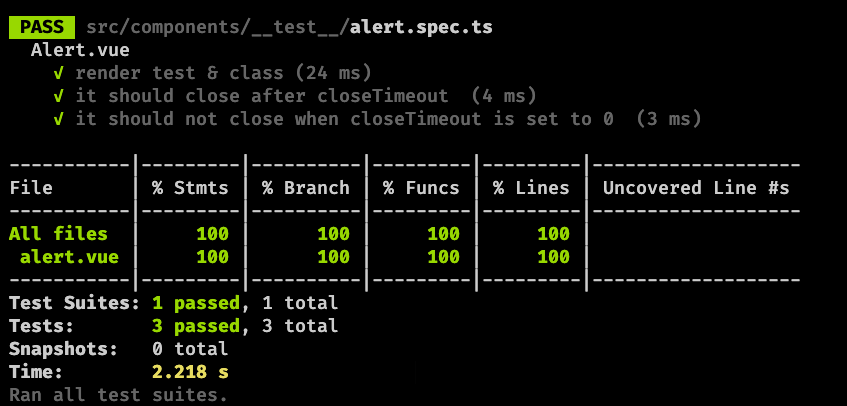 PASS src/components/__test__/alert.spec.ts
Alert.vue
√ render test & class (24 ms)
√ it should close after closeTimeout (4 ms)
√ it should not close when closeTimeout is set to 0 (3 ms)
-----------|---------|----------|---------|---------|-------------------
File | % Stmts | % Branch | % Funcs | % Lines | Uncovered Line #s
-----------|---------|----------|---------|---------|-------------------
All files | 100 | 100 | 100 | 100 |
alert.vue | 100 | 100 | 100 | 100 |
-----------|---------|----------|---------|---------|-------------------
Test Suites: 1 passed, 1 total
Tests: 3 passed, 3 total
Snapshots: 0 total
Time: 2.218 s
Ran all test suites.